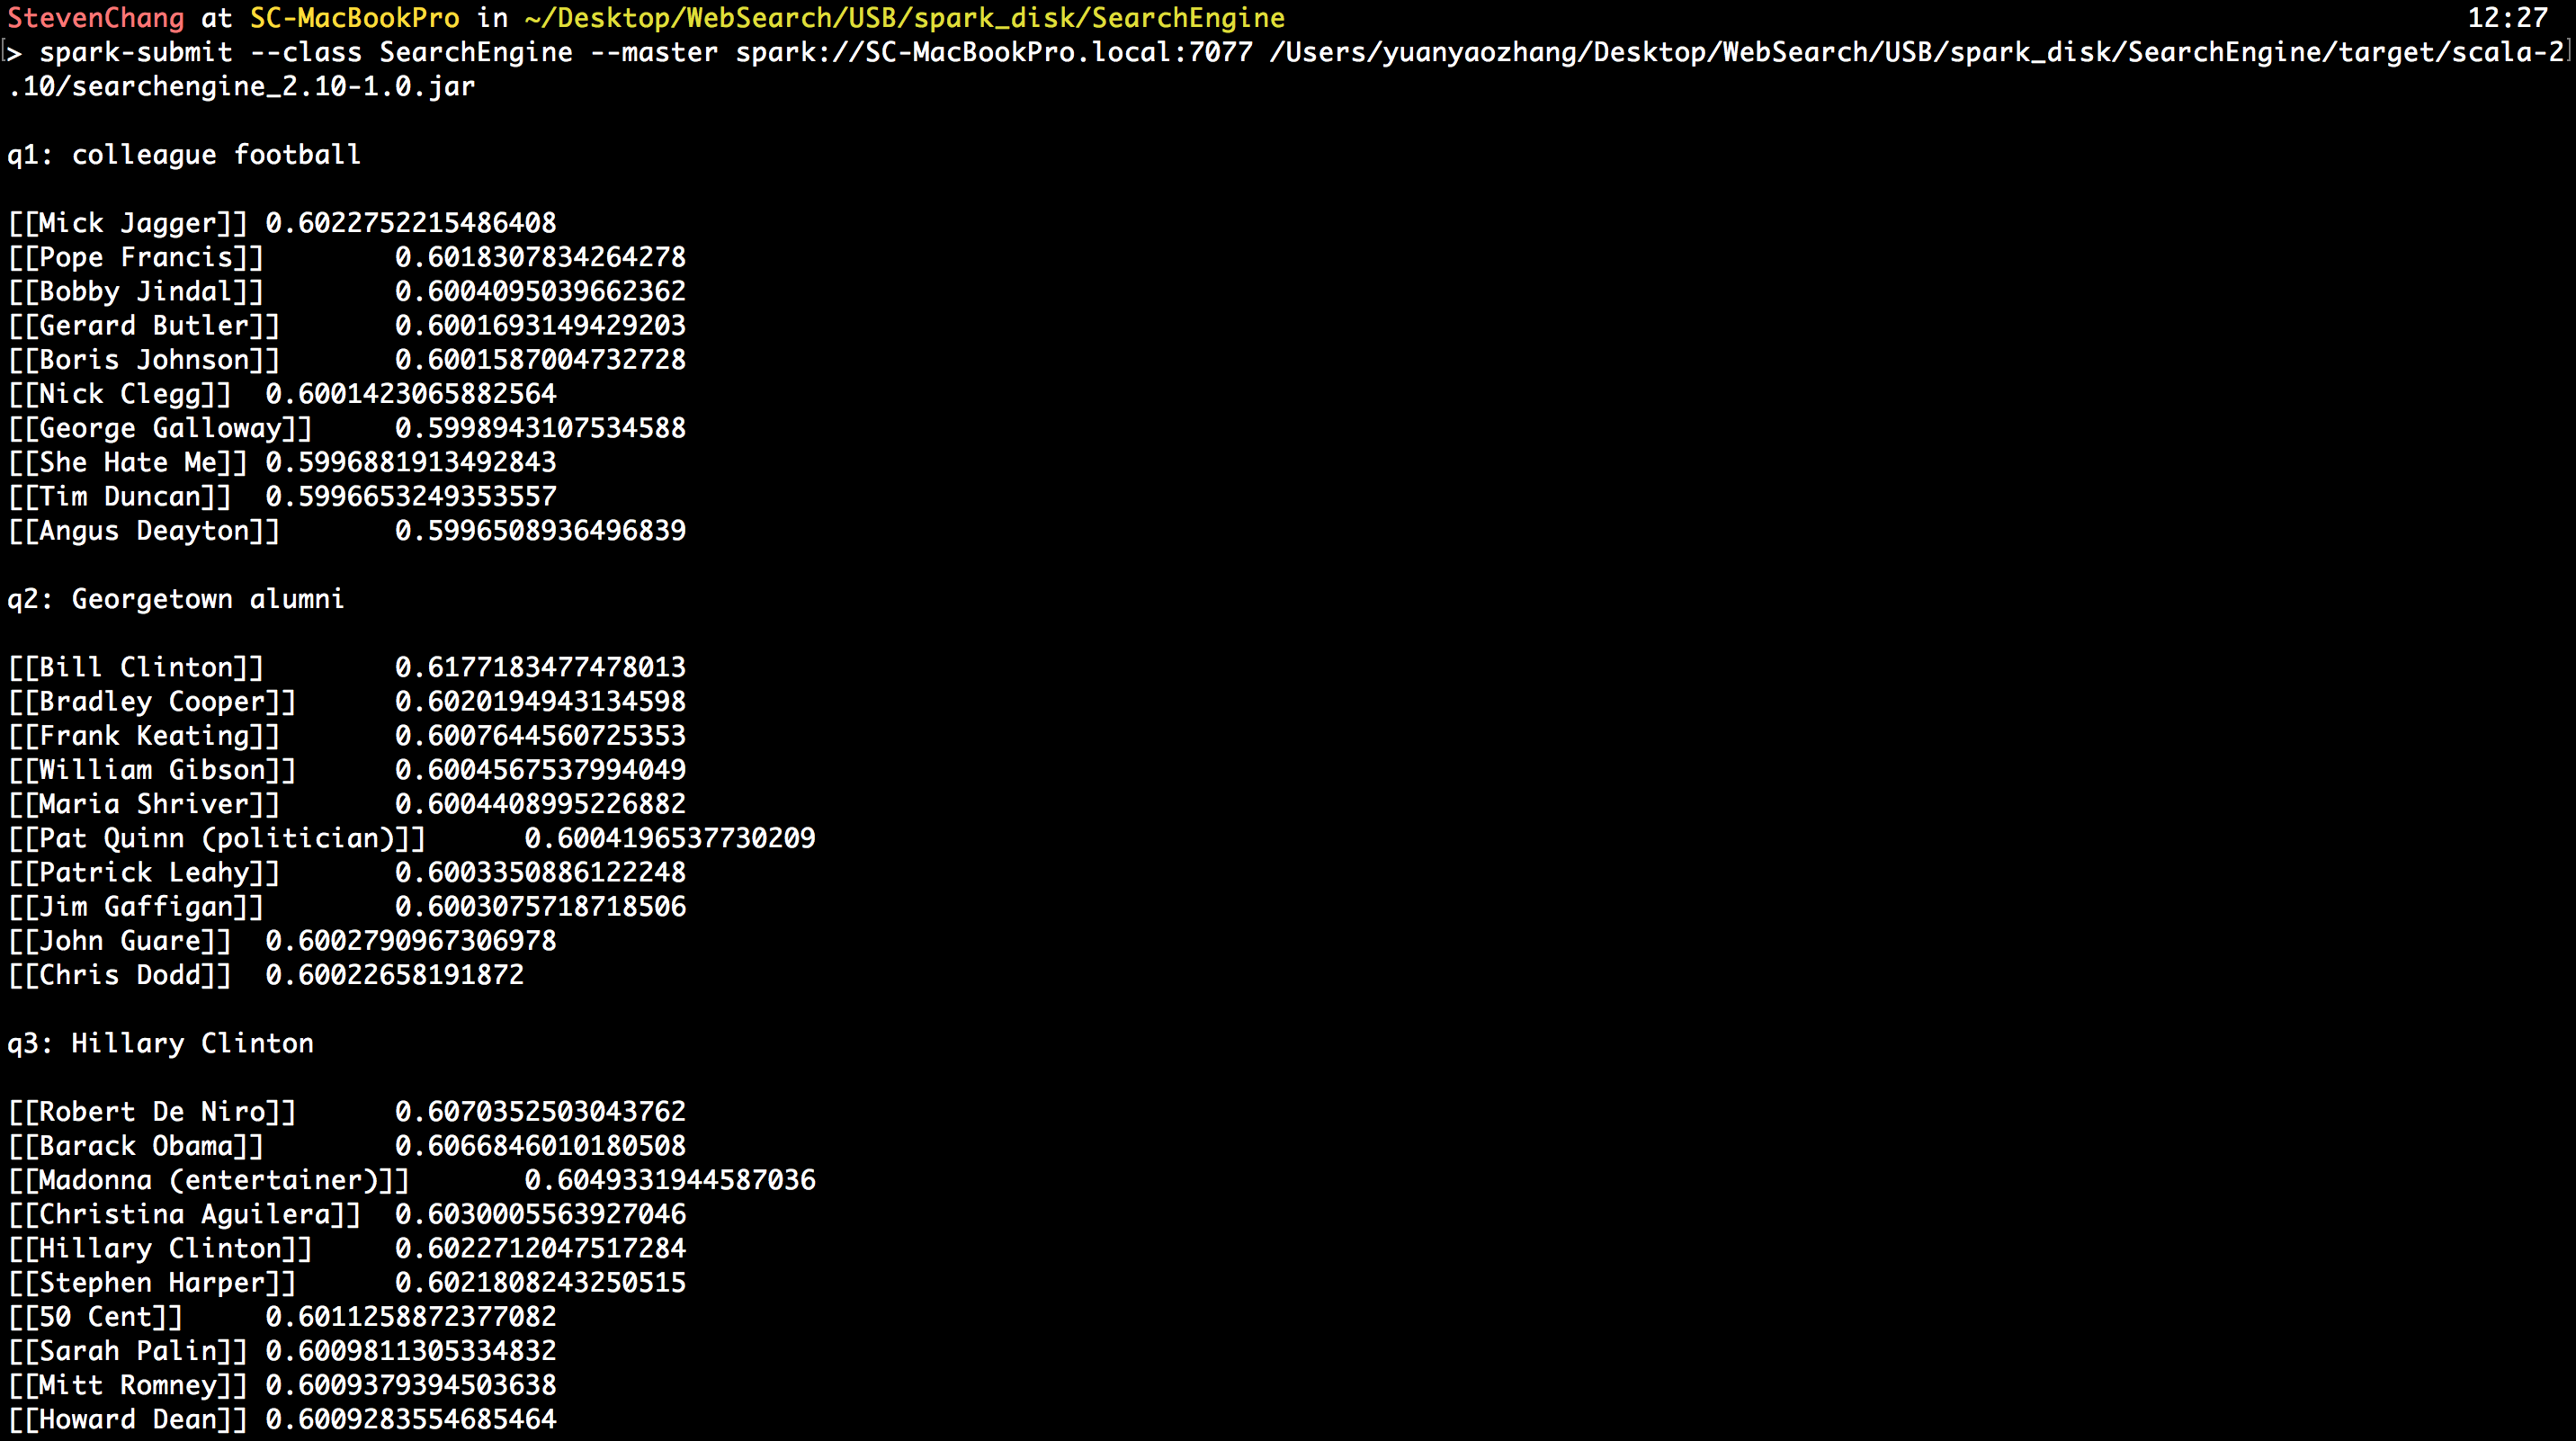 StevenChang at SC-MacBookPro in ~/Desktop/WebSearch/USB/spark_disk/SearchEngine 12:27
> spark-submit --class SearchEngine --master spark://SC-MacBookPro.local:7077 /Users/yuanyaozhang/Desktop/WebSearch/USB/spark_disk/SearchEngine/target/scala-2
.10/searchengine_2.10-1.0.jar
q1: colleague football
[[Mick Jagger]] 0.6022752215486408
[[Pope Francis]] 0.6018307834264278
[[Bobby Jindal]] 0.6004095039662362
[[Gerard Butler]] 0.6001693149429203
[[Boris Johnson]] 0.6001587004732728
[[Nick Clegg]] 0.6001423065882564
[[George Galloway]] 0.5998943107534588
[[She Hate Me]] 0.5996881913492843
[[Tim Duncan]] 0.5996653249353557
[[Angus Deayton]] 0.5996508936496839
q2: Georgetown alumni
[[Bill Clinton]] 0.6177183477478013
[[Bradley Cooper]] 0.6020194943134598
[[Frank Keating]] 0.6007644560725353
[[William Gibson]] 0.6004567537994049
[[Maria Shriver]] 0.6004408995226882
[[Pat Quinn (politician)]] 0.6004196537730209
[[Patrick Leahy]] 0.6003350886122248
[[Jim Gaffigan]] 0.6003075718718506
[[John Guare]] 0.6002790967306978
[[Chris Dodd]] 0.60022658191872
q3: Hillary Clinton
[[Robert De Niro]] 0.6070352503043762
[[Barack Obama]] 0.6066846010180508
[[Madonna (entertainer)]] 0.6049331944587036
[[Christina Aguilera]] 0.6030005563927046
[[Hillary Clinton]] 0.6022712047517284
[[Stephen Harper]] 0.6021808243250515
[[50 Cent]] 0.6011258872377082
[[Sarah Palin]] 0.6009811305334832
[[Mitt Romney]] 0.6009379394503638
[[Howard Dean]] 0.6009283554685464